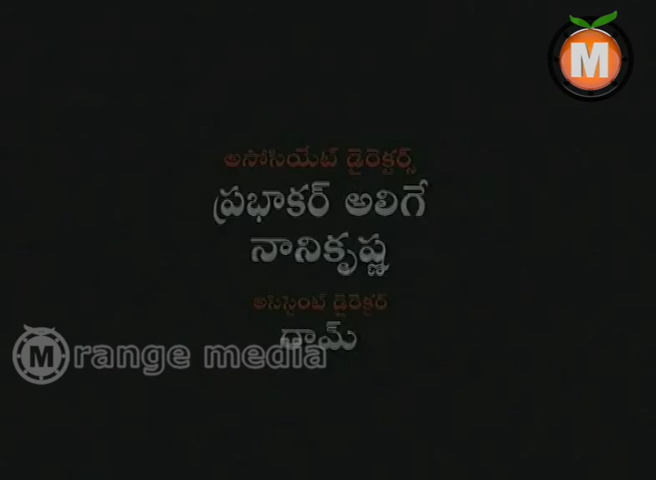 M
అసోసియేట్ డైరెక్టర్స్
ప్రభాకర్ అలిగే
నానికృష్ణ
అసిస్టెంట్ డైరెక్టర్
రామ్
M range media